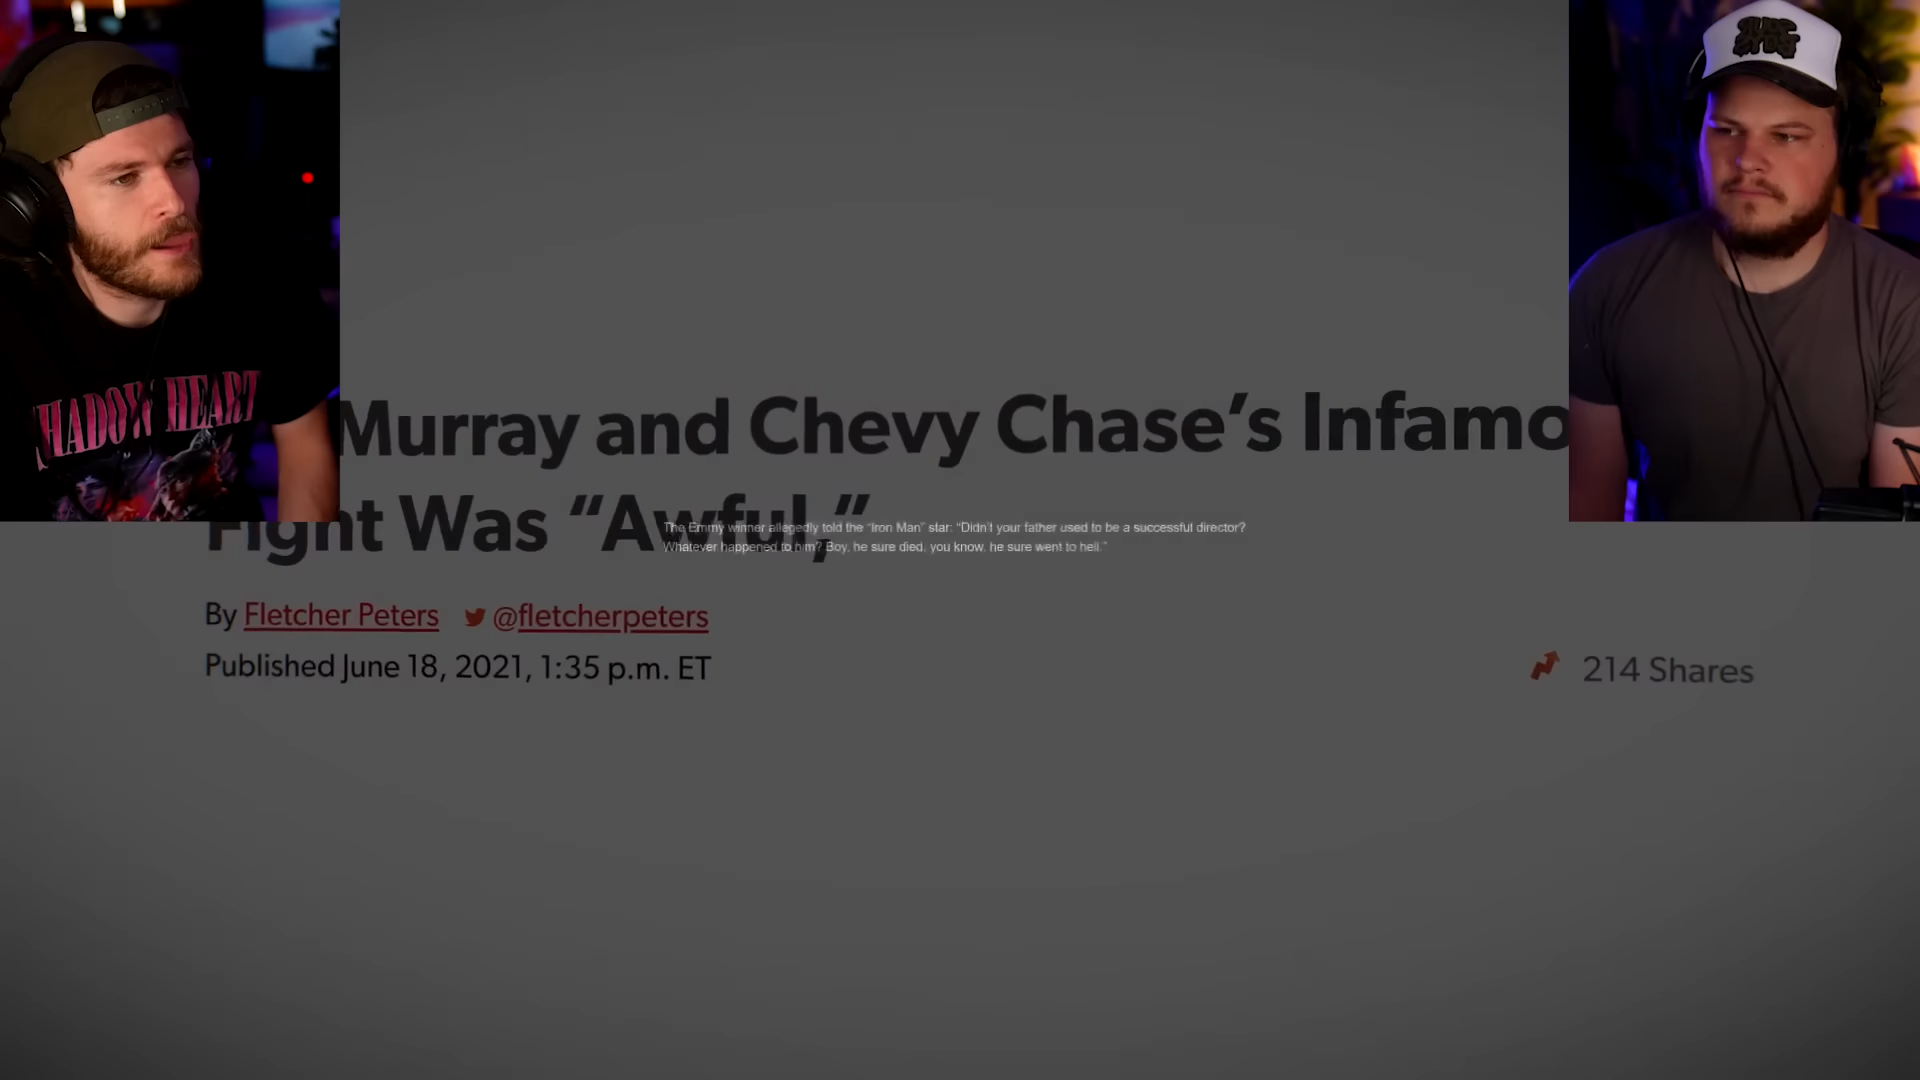 Murray and Chevy Chase’s Infamo
Fight Was “Awful,”
The Emmy winner allegedly told the “Iron Man” star: “Didn’t your father used to be a successful director?
Whatever happened to him? Boy, he sure died, you know, he sure went to hell.”
By Fletcher Peters @fletcherpeters
Published June 18, 2021, 1:35 p.m. ET
214 Shares
HADOW HEART